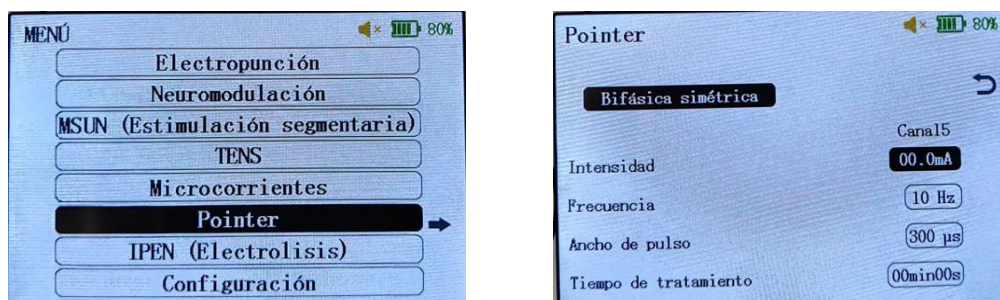 MENÚ
80%
Electropunción
Neuromodulación
MSUN (Estimulación segmentaria)
TENS
Microcorrientes
Pointer
IPEN (Electrolisis)
Configuración
Pointer
80%
Bifásica simétrica
Canal5
Intensidad 00.0mA
Frecuencia 10 Hz
Ancho de pulso 300 μs
Tiempo de tratamiento 00min00s